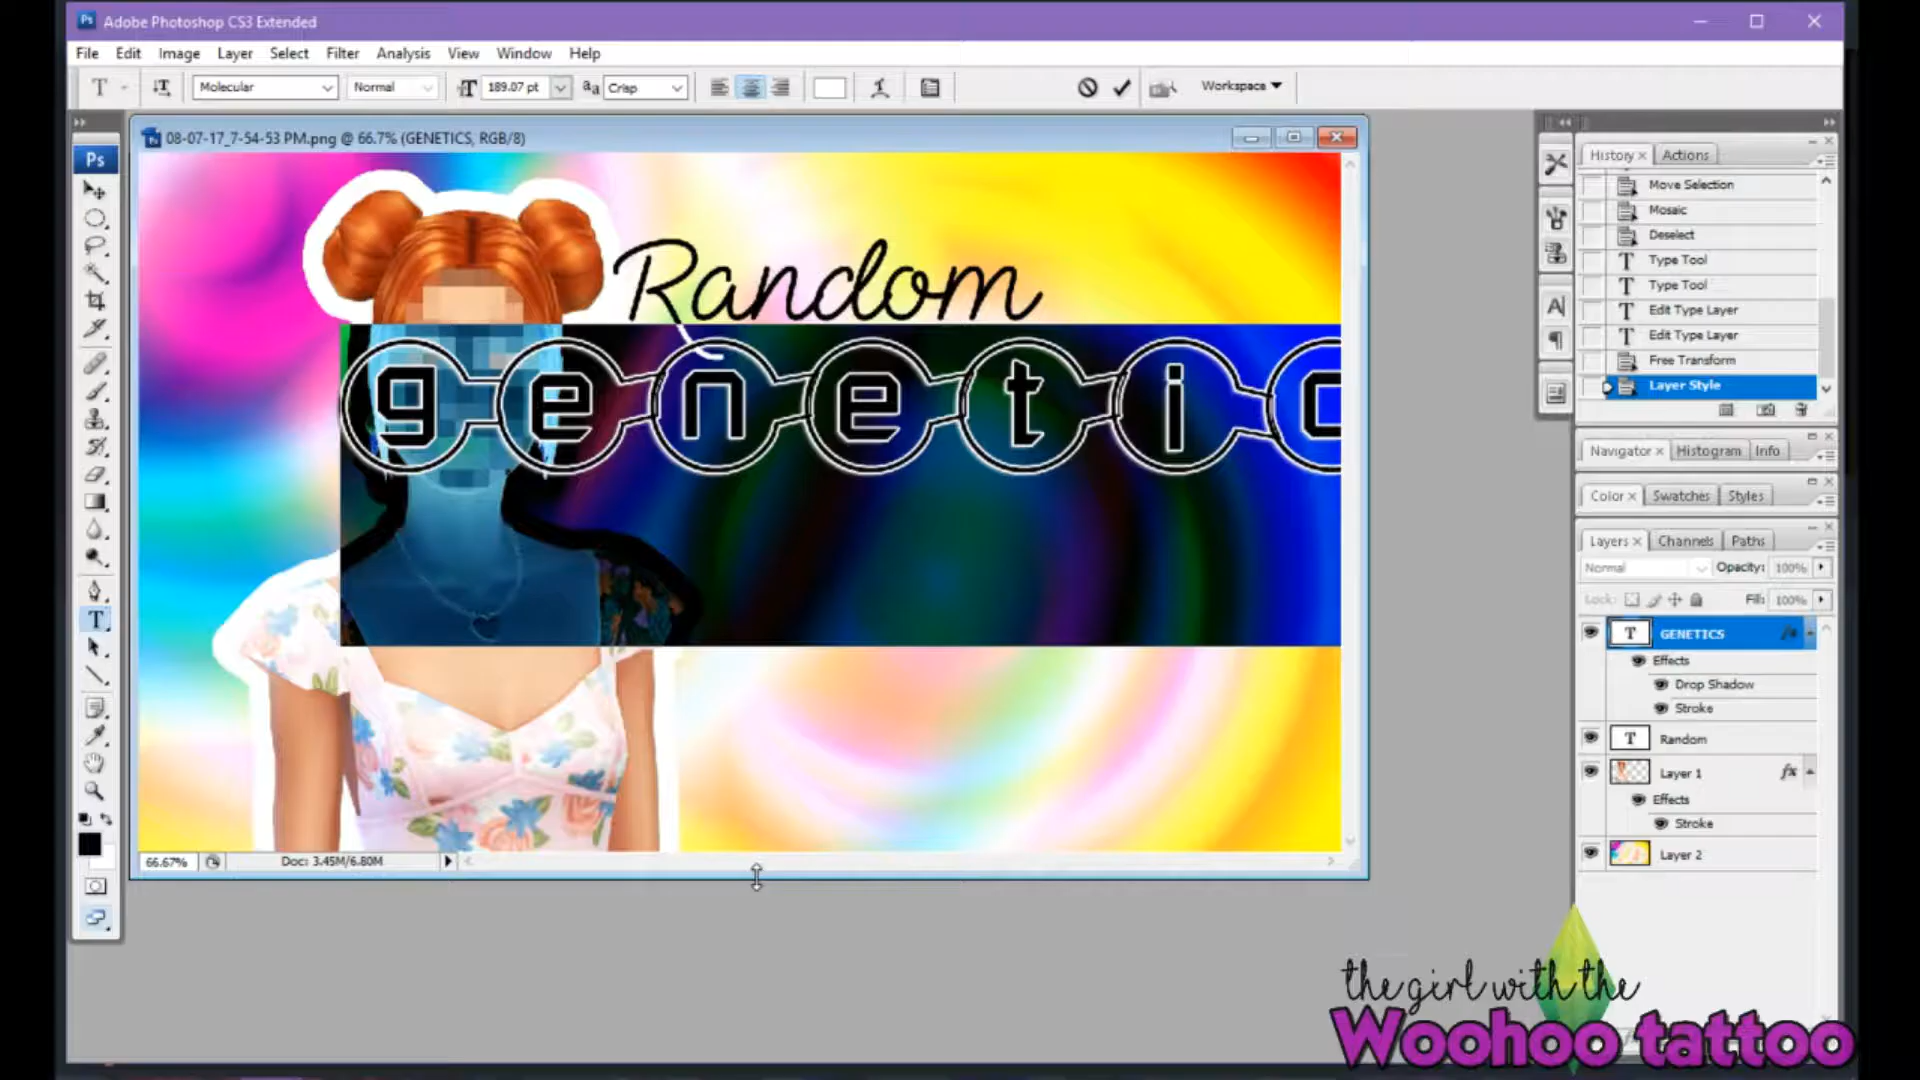 Ps Adobe Photoshop CS3 Extended
File Edit Image Layer Select Filter Analysis View Window Help
T Molecular Normal 189.07 pt aa Crisp Workspace
08-07-17_7-54-53 PM.png @ 66.7% (GENETICS, RGB/8)
Ps
Random
genetic
66.67% Doc: 3.45M/6.80M
History Actions
Move Selection
Mosaic
Deselect
Type Tool
Type Tool
Edit Type Layer
Edit Type Layer
Free Transform
Layer Style
Navigator Histogram Info
Color Swatches Styles
Layers Channels Paths
Normal Opacity: 100%
Lock: Fill: 100%
GENETICS
Effects
Drop Shadow
Stroke
Random
Layer 1 fx
Effects
Stroke
Layer 2
the girl with the
Woohoo tattoo